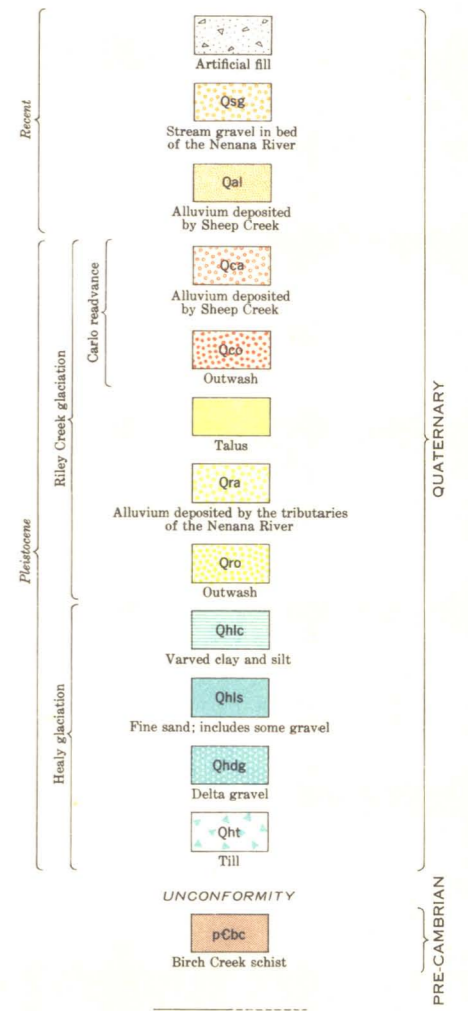 Artificial fill
Qsg
Stream gravel in bed
of the Nenana River
Qal
Alluvium deposited
by Sheep Creek
Recent
Qca
Alluvium deposited
by Sheep Creek
Qco
Outwash
Carlo readvance
Talus
Qra
Alluvium deposited by the tributaries
of the Nenana River
Qro
Outwash
Riley Creek glaciation
Qhlc
Varved clay and silt
Qhls
Fine sand; includes some gravel
Qhdg
Delta gravel
Qht
Till
Healy glaciation
Pleistocene
QUATERNARY
UNCONFORMITY
p€bc
Birch Creek schist
PRE-CAMBRIAN